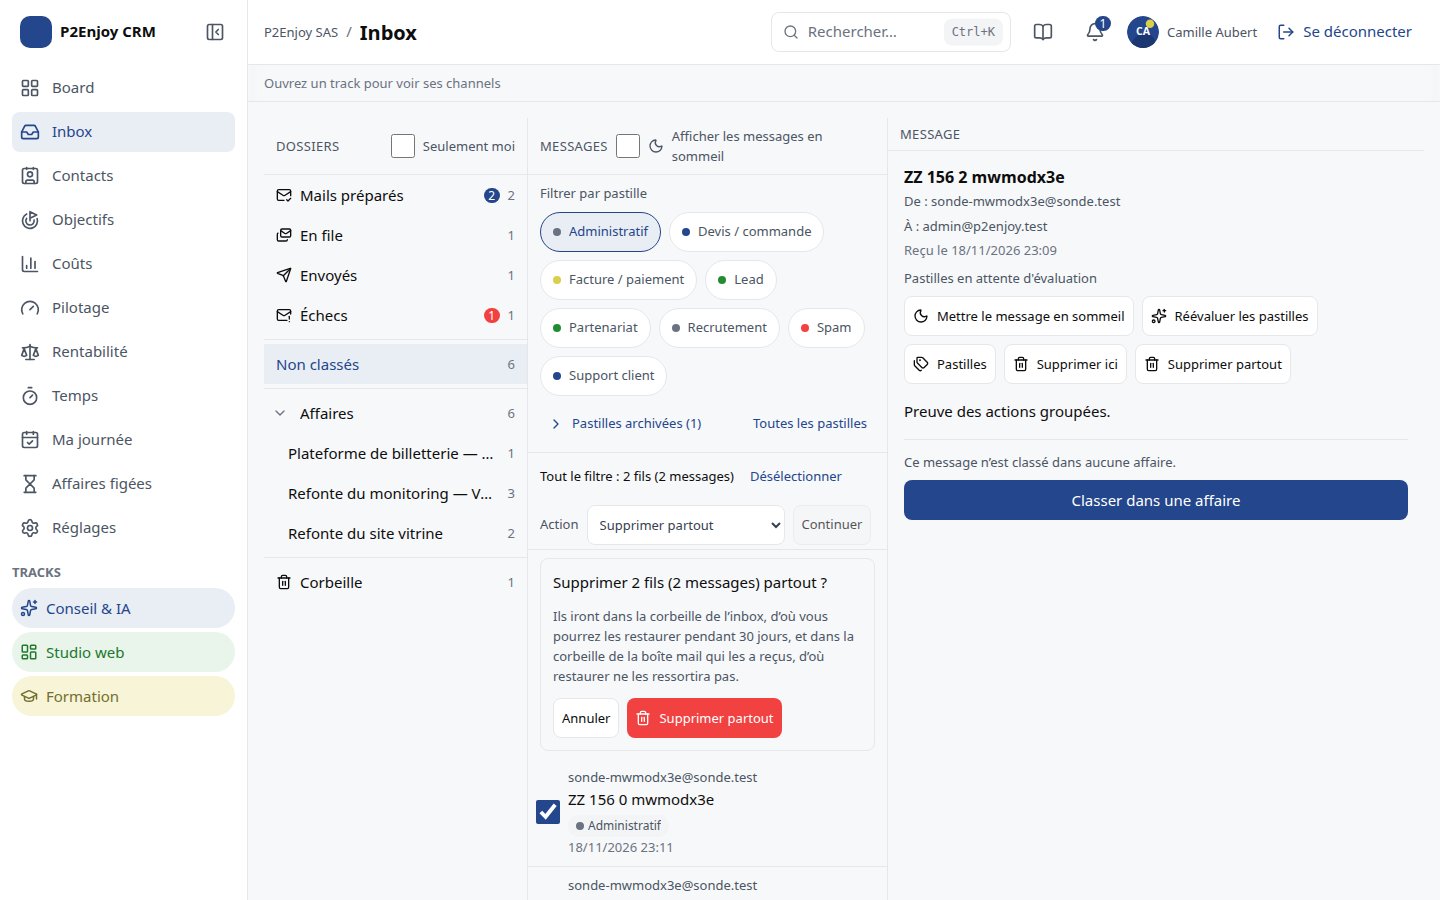 P2Enjoy CRM
Board
Inbox
Contacts
Objectifs
Coûts
Pilotage
Rentabilité
Temps
Ma journée
Affaires figées
Réglages
TRACKS
Conseil & IA
Studio web
Formation
P2Enjoy SAS / Inbox
Rechercher... Ctrl+K
1
CA Camille Aubert
Se déconnecter
Ouvrez un track pour voir ses channels
DOSSIERS Seulement moi
Mails préparés 2 2
En file 1
Envoyés 1
Échecs 1 1
Non classés 6
Affaires 6
Plateforme de billetterie — ... 1
Refonte du monitoring — V... 3
Refonte du site vitrine 2
Corbeille 1
MESSAGES Afficher les messages en
sommeil
Filtrer par pastille
Administratif Devis / commande
Facture / paiement Lead
Partenariat Recrutement Spam
Support client
Pastilles archivées (1) Toutes les pastilles
Tout le filtre : 2 fils (2 messages) Désélectionner
Action Supprimer partout Continuer
Supprimer 2 fils (2 messages) partout ?
Ils iront dans la corbeille de l’inbox, d’où vous
pourrez les restaurer pendant 30 jours, et dans la
corbeille de la boîte mail qui les a reçus, d’où
restaurer ne les ressortira pas.
Annuler Supprimer partout
sonde-mwmodx3e@sonde.test
ZZ 156 0 mwmodx3e
Administratif
18/11/2026 23:11
sonde-mwmodx3e@sonde.test
MESSAGE
ZZ 156 2 mwmodx3e
De : sonde-mwmodx3e@sonde.test
À : admin@p2enjoy.test
Reçu le 18/11/2026 23:09
Pastilles en attente d'évaluation
Mettre le message en sommeil Réévaluer les pastilles
Pastilles Supprimer ici Supprimer partout
Preuve des actions groupées.
Ce message n’est classé dans aucune affaire.
Classer dans une affaire